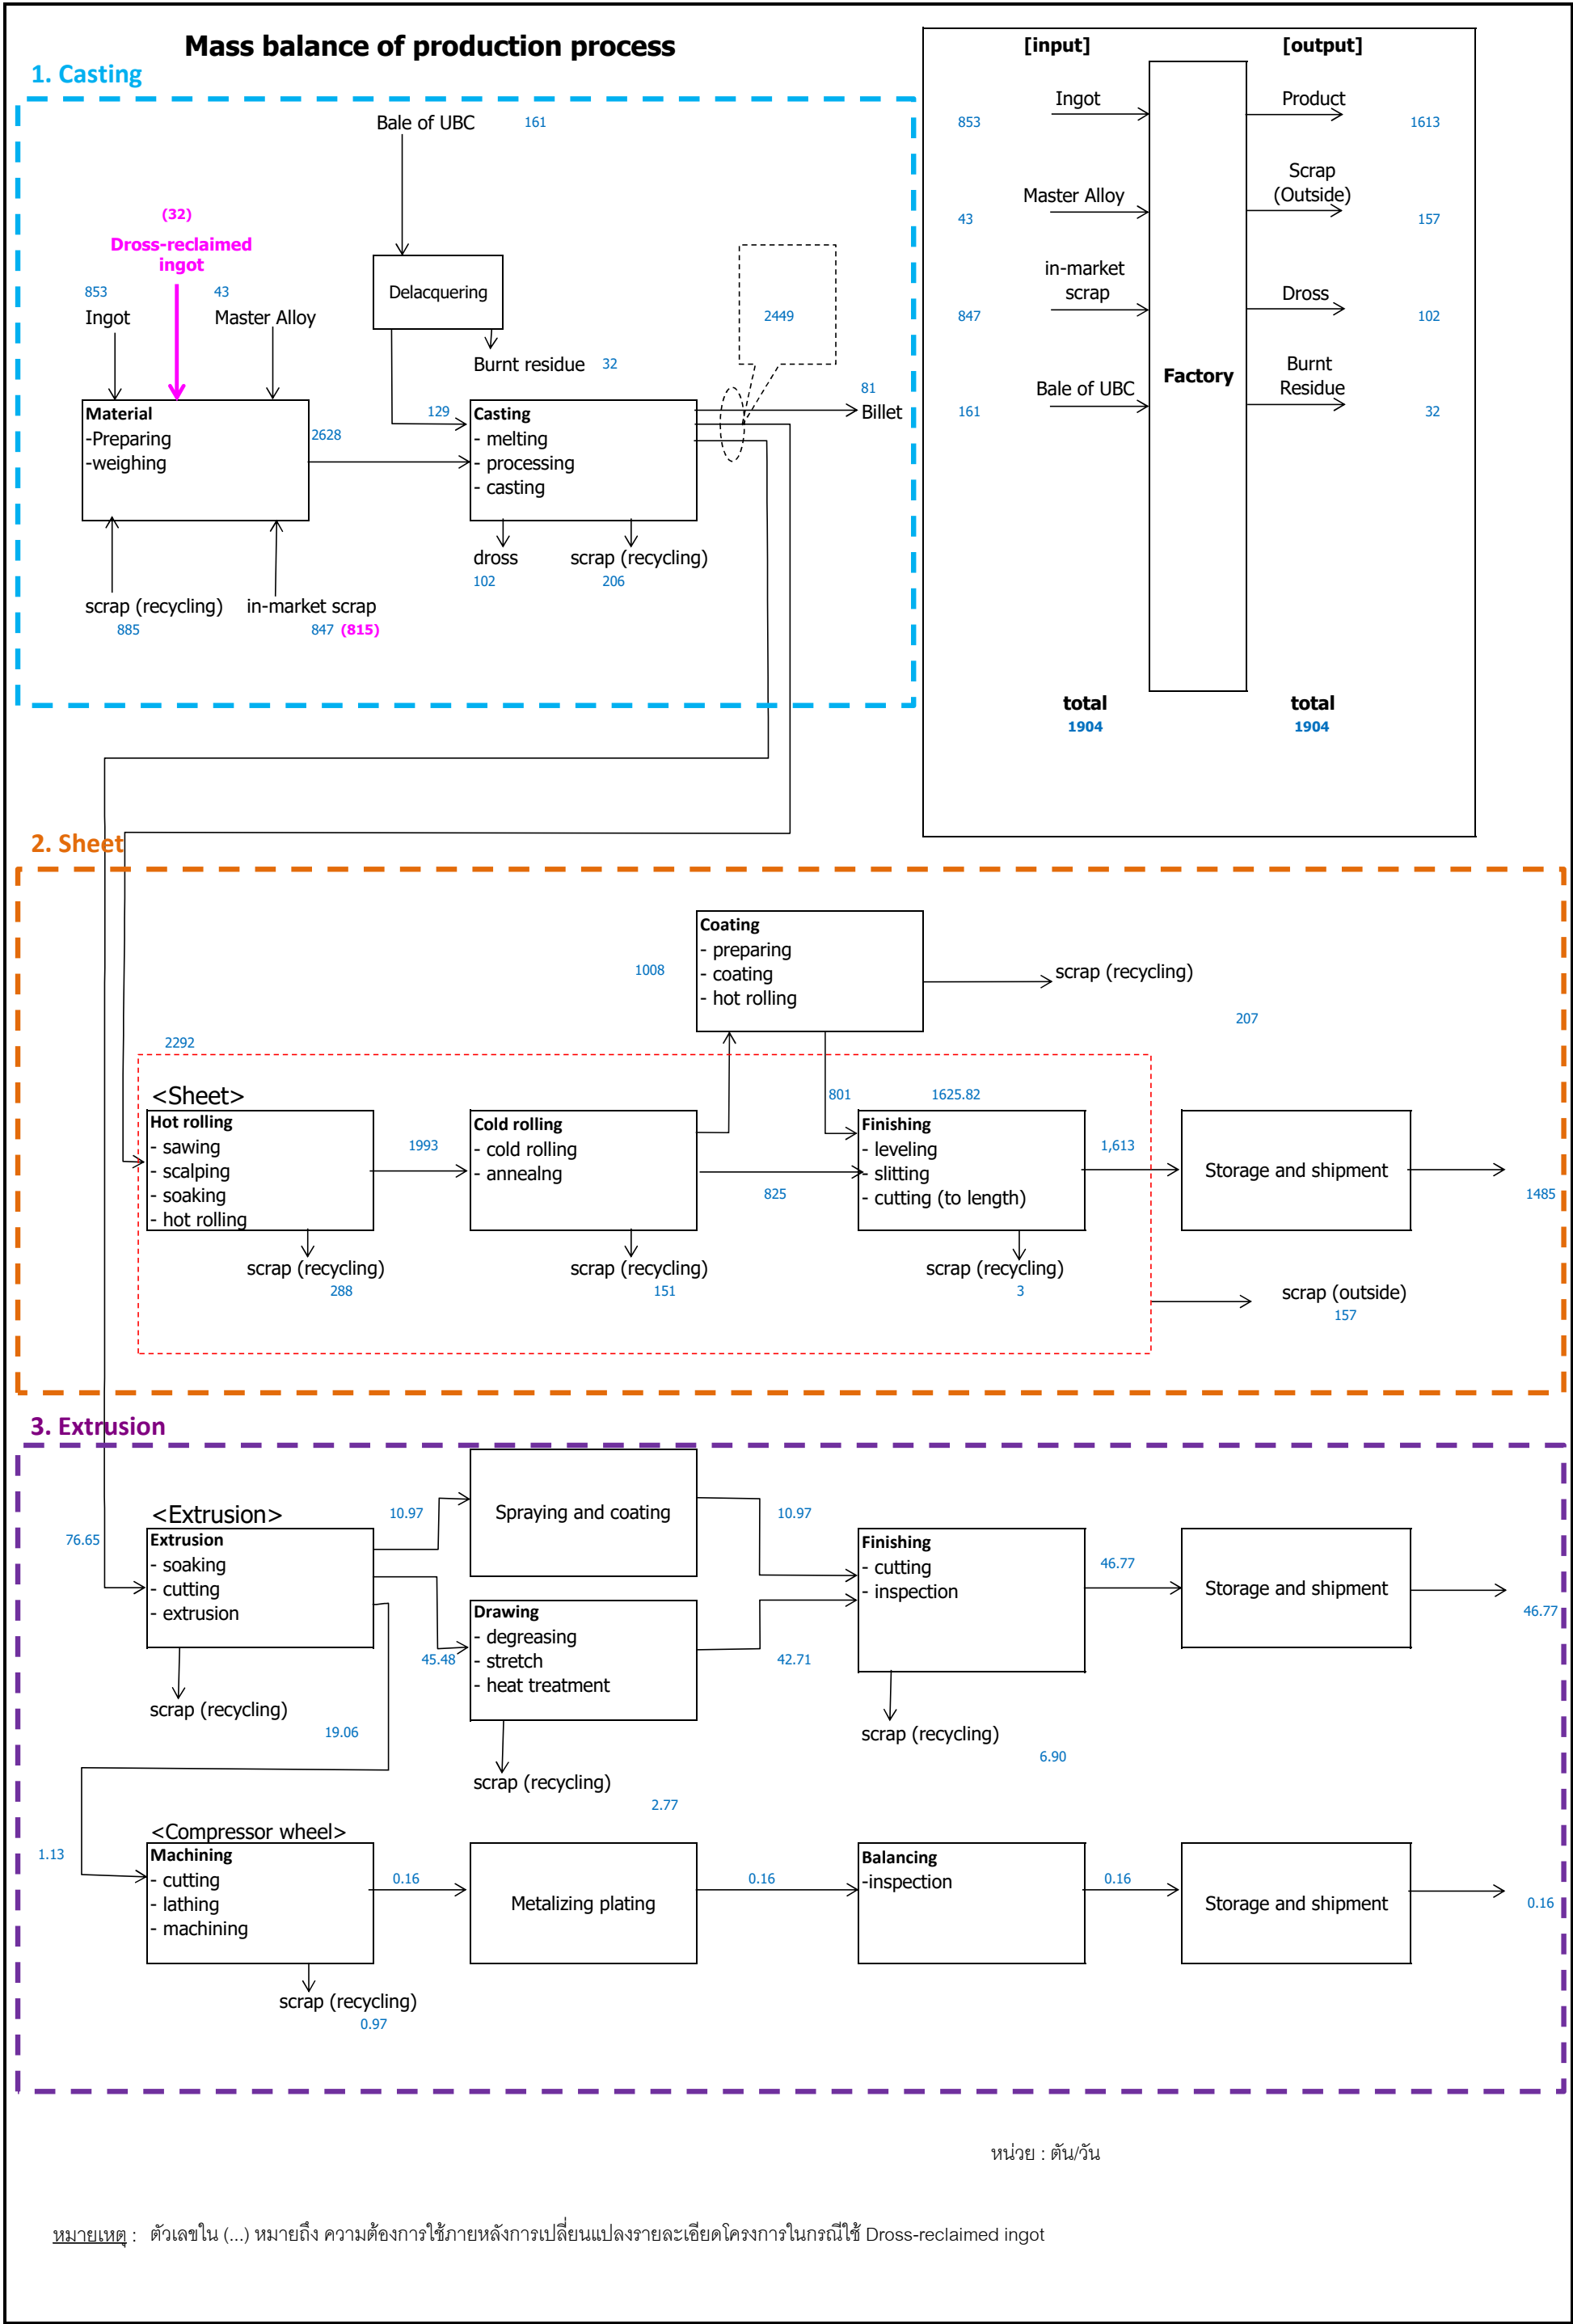 Mass balance of production process
1. Casting
Bale of UBC 161
(32)
Dross-reclaimed
ingot
853
Ingot
43
Master Alloy
Delacquering
Burnt residue 32
2449
81
Billet
Material
-Preparing
-weighing
2628
129
Casting
- melting
- processing
- casting
dross
102
scrap (recycling)
206
scrap (recycling)
885
in-market scrap
847 (815)
[input]
[output]
Ingot
853
Product
1613
Master Alloy
43
Scrap
(Outside)
157
in-market
scrap
847
Dross
102
Factory
Bale of UBC
161
Burnt
Residue
32
total
1904
total
1904
2. Sheet
Coating
- preparing
- coating
- hot rolling
1008
scrap (recycling)
207
2292
<Sheet>
Hot rolling
- sawing
- scalping
- soaking
- hot rolling
1993
Cold rolling
- cold rolling
- annealng
801
1625.82
825
Finishing
- leveling
- slitting
- cutting (to length)
1,613
Storage and shipment
1485
scrap (recycling)
288
scrap (recycling)
151
scrap (recycling)
3
scrap (outside)
157
3. Extrusion
<Extrusion>
76.65
Extrusion
- soaking
- cutting
- extrusion
10.97
Spraying and coating
10.97
45.48
Drawing
- degreasing
- stretch
- heat treatment
42.71
Finishing
- cutting
- inspection
46.77
Storage and shipment
46.77
scrap (recycling)
19.06
scrap (recycling)
2.77
scrap (recycling)
6.90
<Compressor wheel>
1.13
Machining
- cutting
- lathing
- machining
0.16
Metalizing plating
0.16
Balancing
-inspection
0.16
Storage and shipment
0.16
scrap (recycling)
0.97
หน่วย : ตัน/วัน
หมายเหตุ : ตัวเลขใน (...) หมายถึง ความต้องการใช้ภายหลังการเปลี่ยนแปลงรายละเอียดโครงการในกรณีใช้ Dross-reclaimed ingot